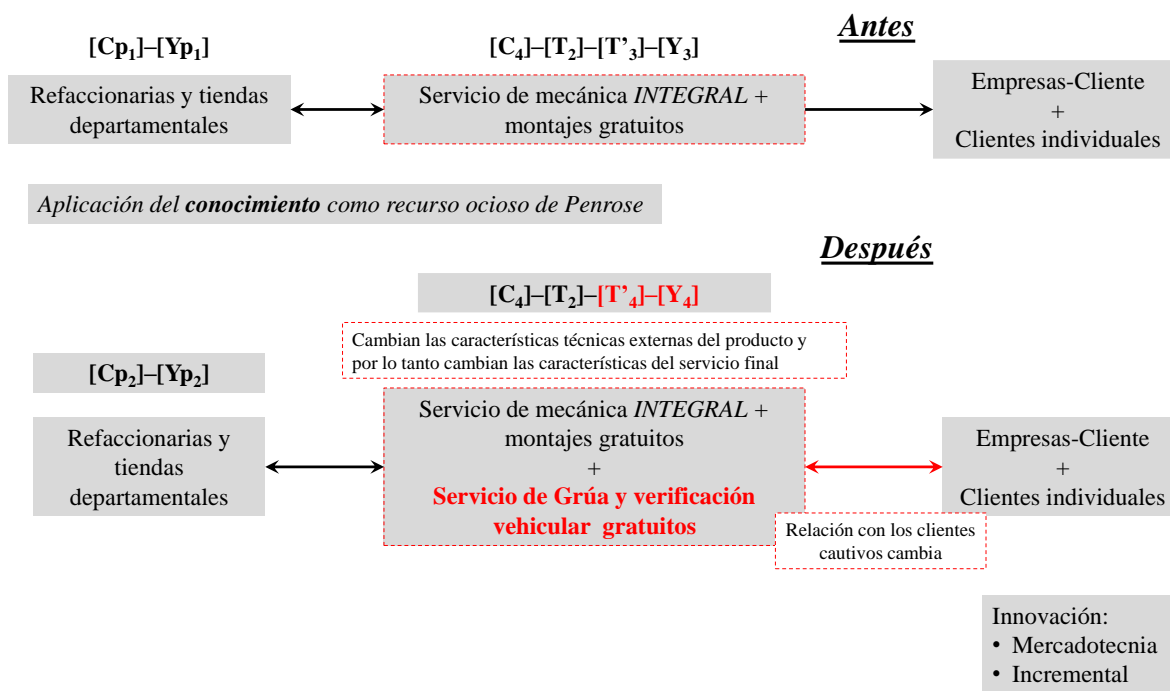 Antes
[Cp₁]–[Yp₁]
[C₄]–[T₂]–[T’₃]–[Y₃]
Refaccionarias y tiendas
departamentales
Servicio de mecánica INTEGRAL +
montajes gratuitos
Empresas-Cliente
+
Clientes individuales
Aplicación del conocimiento como recurso ocioso de Penrose
Después
[C₄]–[T₂]–[T’₄]–[Y₄]
Cambian las características técnicas externas del producto y
por lo tanto cambian las características del servicio final
[Cp₂]–[Yp₂]
Refaccionarias y
tiendas
departamentales
Servicio de mecánica INTEGRAL +
montajes gratuitos
+
Servicio de Grúa y verificación
vehicular gratuitos
Empresas-Cliente
+
Clientes individuales
Relación con los clientes
cautivos cambia
Innovación:
• Mercadotecnia
• Incremental